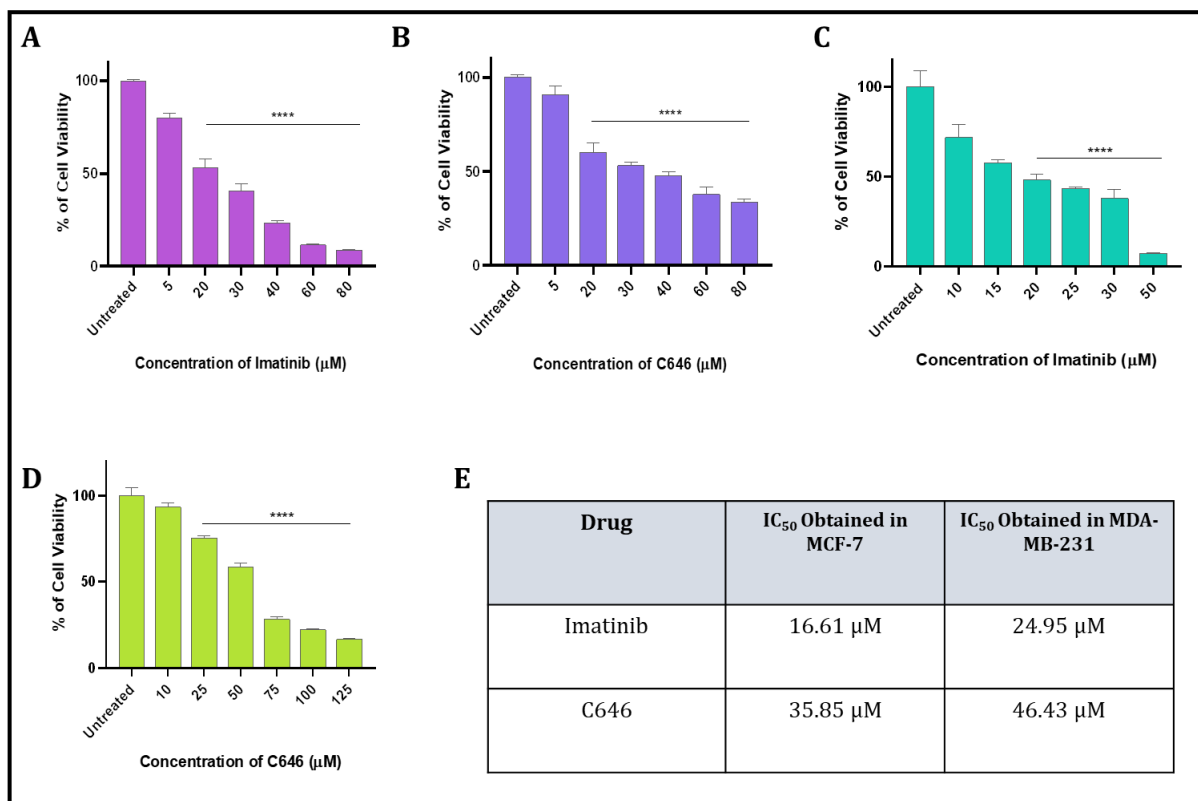 A
% of Cell Viability
100
50
0
****
Untreated
5
20
30
40
60
80
Concentration of Imatinib (μM)
B
% of Cell Viability
100
50
0
****
Untreated
5
20
30
40
60
80
Concentration of C646 (μM)
C
% of Cell Viability
100
50
0
****
Untreated
10
15
20
25
30
50
Concentration of Imatinib (μM)
D
% of Cell Viability
100
50
0
****
Untreated
10
25
50
75
100
125
Concentration of C646 (μM)
E
Drug
IC₅₀ Obtained in
MCF-7
IC₅₀ Obtained in MDA-
MB-231
Imatinib
16.61 μM
24.95 μM
C646
35.85 μM
46.43 μM